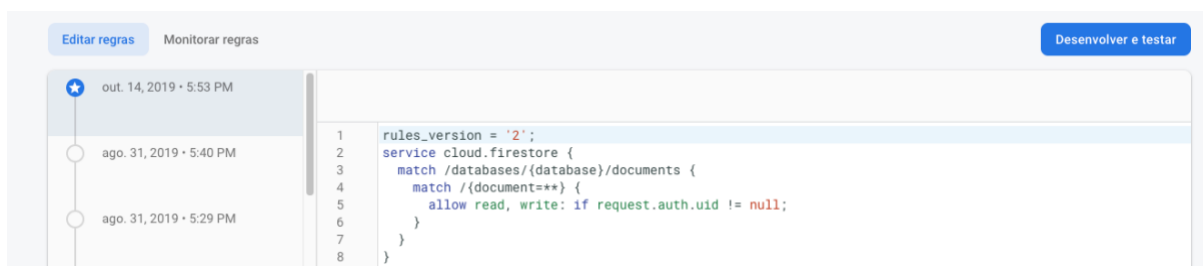 Editar regras Monitorar regras Desenvolver e testar
out. 14, 2019 • 5:53 PM
ago. 31, 2019 • 5:40 PM
ago. 31, 2019 • 5:29 PM
1 rules_version = '2';
2 service cloud.firestore {
3 match /databases/{database}/documents {
4 match /{document=**} {
5 allow read, write: if request.auth.uid != null;
6 }
7 }
8 }